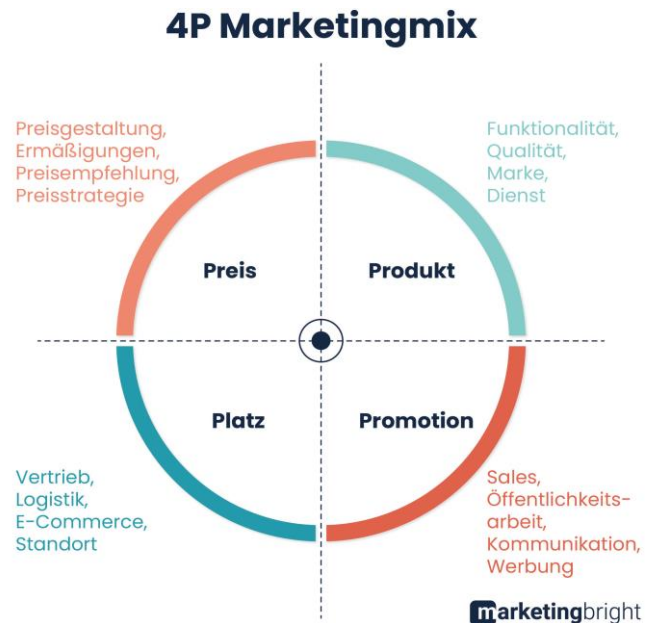 4P Marketingmix
Preisgestaltung,
Ermäßigungen,
Preisempfehlung,
Preisstrategie
Funktionalität,
Qualität,
Marke,
Dienst
Preis
Produkt
Platz
Promotion
Vertrieb,
Logistik,
E-Commerce,
Standort
Sales,
Öffentlichkeits-
arbeit,
Kommunikation,
Werbung
marketingbright